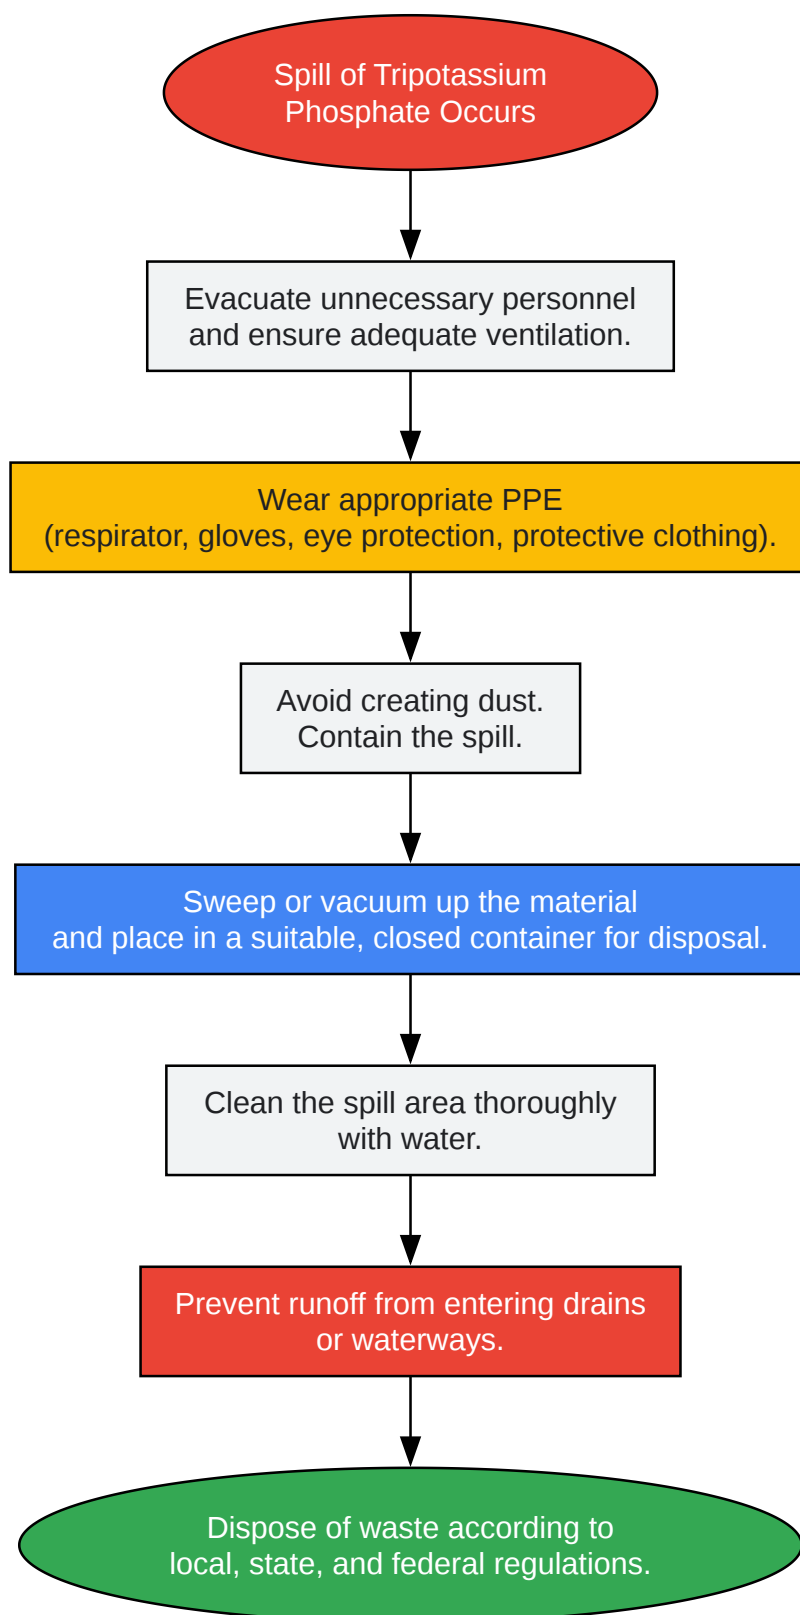 Spill of Tripotassium
Phosphate Occurs
Evacuate unnecessary personnel
and ensure adequate ventilation.
Wear appropriate PPE
(respirator, gloves, eye protection, protective clothing).
Avoid creating dust.
Contain the spill.
Sweep or vacuum up the material
and place in a suitable, closed container for disposal.
Clean the spill area thoroughly
with water.
Prevent runoff from entering drains
or waterways.
Dispose of waste according to
local, state, and federal regulations.